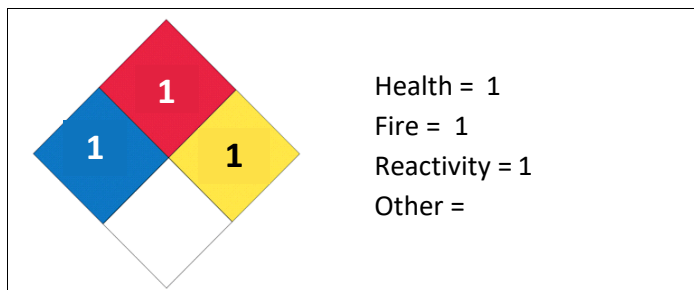 1
1
1
Health = 1
Fire = 1
Reactivity = 1
Other =